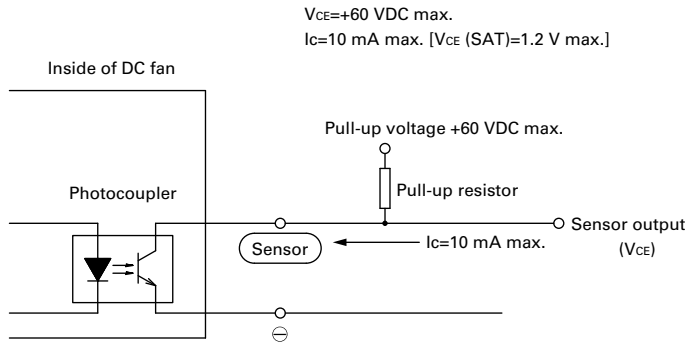 VCE=+60 VDC max.
Ic=10 mA max. [VCE (SAT)=1.2 V max.]
Inside of DC fan
Pull-up voltage +60 VDC max.
Photocoupler
Pull-up resistor
Sensor output
(VCE)
Sensor
Ic=10 mA max.
⊖